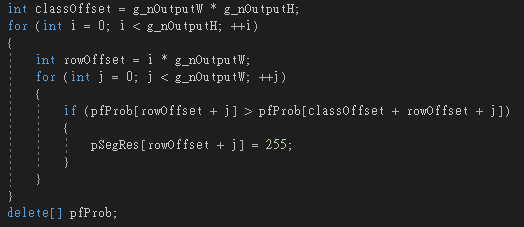 int classOffset = g_nOutputW * g_nOutputH;
for (int i = 0; i < g_nOutputH; ++i)
{
    int rowOffset = i * g_nOutputW;
    for (int j = 0; j < g_nOutputW; ++j)
    {
        if (pfProb[rowOffset + j] > pfProb[classOffset + rowOffset + j])
        {
            pSegRes[rowOffset + j] = 255;
        }
    }
}
delete[] pfProb;